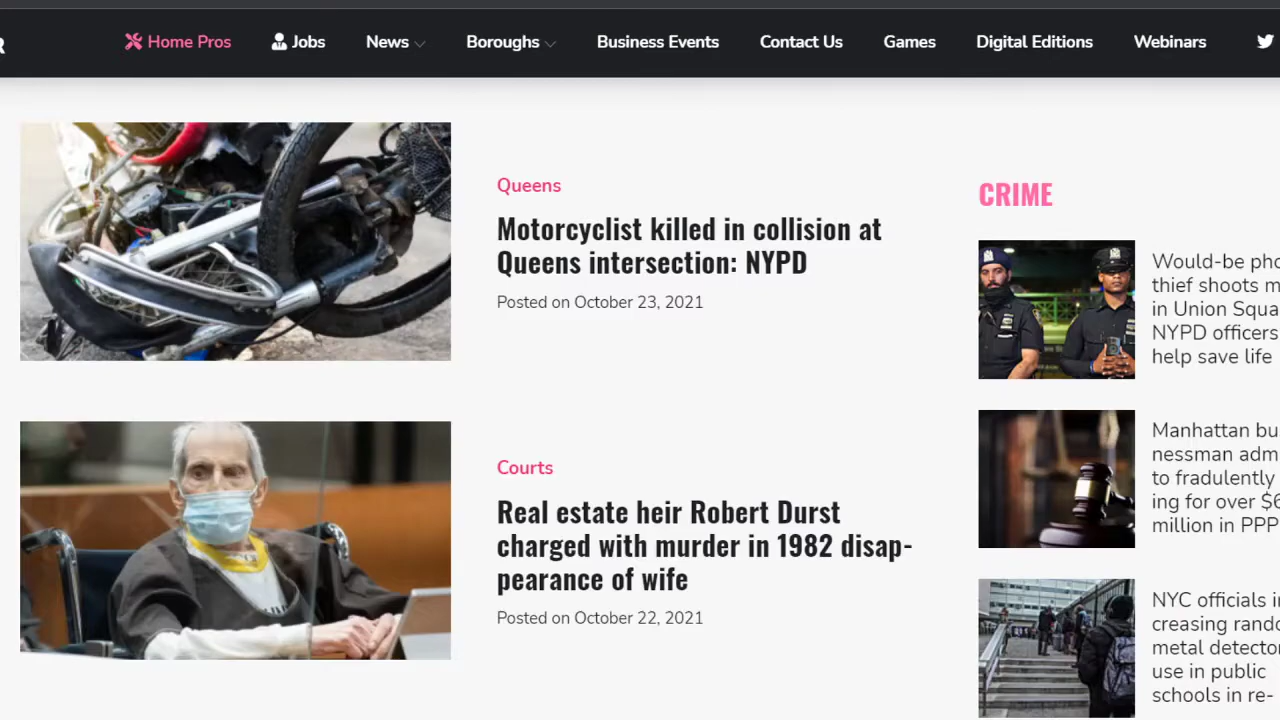 R
Home Pros Jobs News Boroughs Business Events Contact Us Games Digital Editions Webinars
Queens
Motorcyclist killed in collision at
Queens intersection: NYPD
Posted on October 23, 2021
Courts
Real estate heir Robert Durst
charged with murder in 1982 disap-
pearance of wife
Posted on October 22, 2021
CRIME
Would-be pho
thief shoots m
in Union Squa
NYPD officers
help save life
Manhattan bu
nessman adm
to fradulently
ing for over $6
million in PPP
NYC officials i
creasing rando
metal detecto
use in public
schools in re-